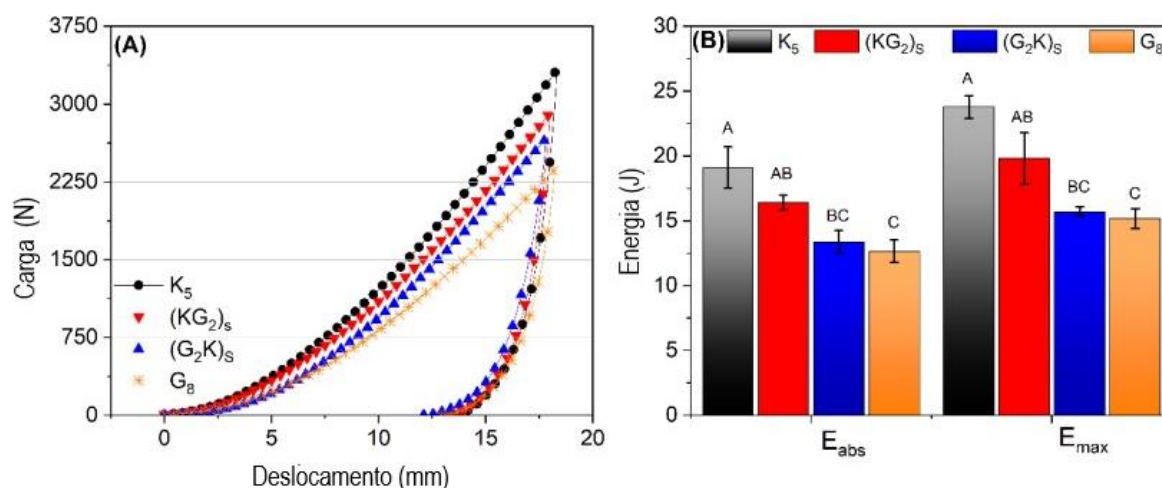 (A)
3750
3000
2250
1500
750
0
Carga (N)
K₅
(KG₂)ₛ
(G₂K)S
G₈
0 5 10 15 20
Deslocamento (mm)
(B)
K₅ (KG₂)S (G₂K)S G₈
30
25
20
15
10
5
0
Energia (J)
A AB BC C
A AB BC C
Eabs Emax